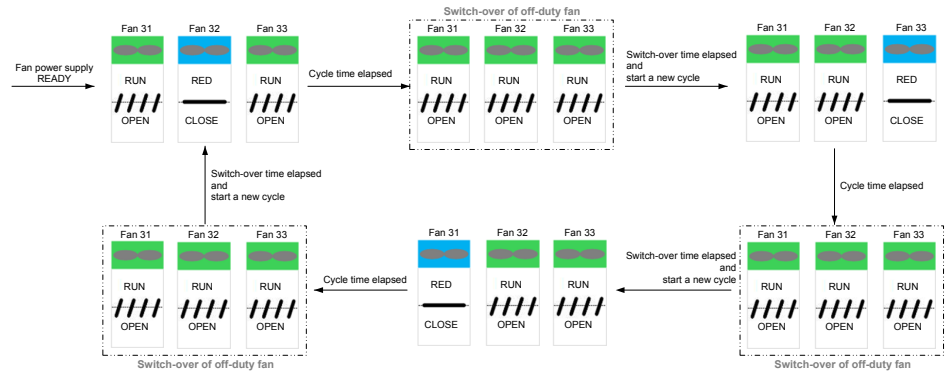 Switch-over of off-duty fan
Fan 31 Fan 32 Fan 33
Fan power supply
READY
RUN RED RUN
OPEN CLOSE OPEN
Cycle time elapsed
Fan 31 Fan 32 Fan 33
RUN RUN RUN
OPEN OPEN OPEN
Switch-over time elapsed
and
start a new cycle
Fan 31 Fan 32 Fan 33
RUN RUN RED
OPEN OPEN CLOSE
Cycle time elapsed
Fan 31 Fan 32 Fan 33
RUN RUN RUN
OPEN OPEN OPEN
Switch-over of off-duty fan
Switch-over time elapsed
and
start a new cycle
Fan 31 Fan 32 Fan 33
RED RUN RUN
CLOSE OPEN OPEN
Cycle time elapsed
Fan 31 Fan 32 Fan 33
RUN RUN RUN
OPEN OPEN OPEN
Switch-over of off-duty fan
Switch-over time elapsed
and
start a new cycle